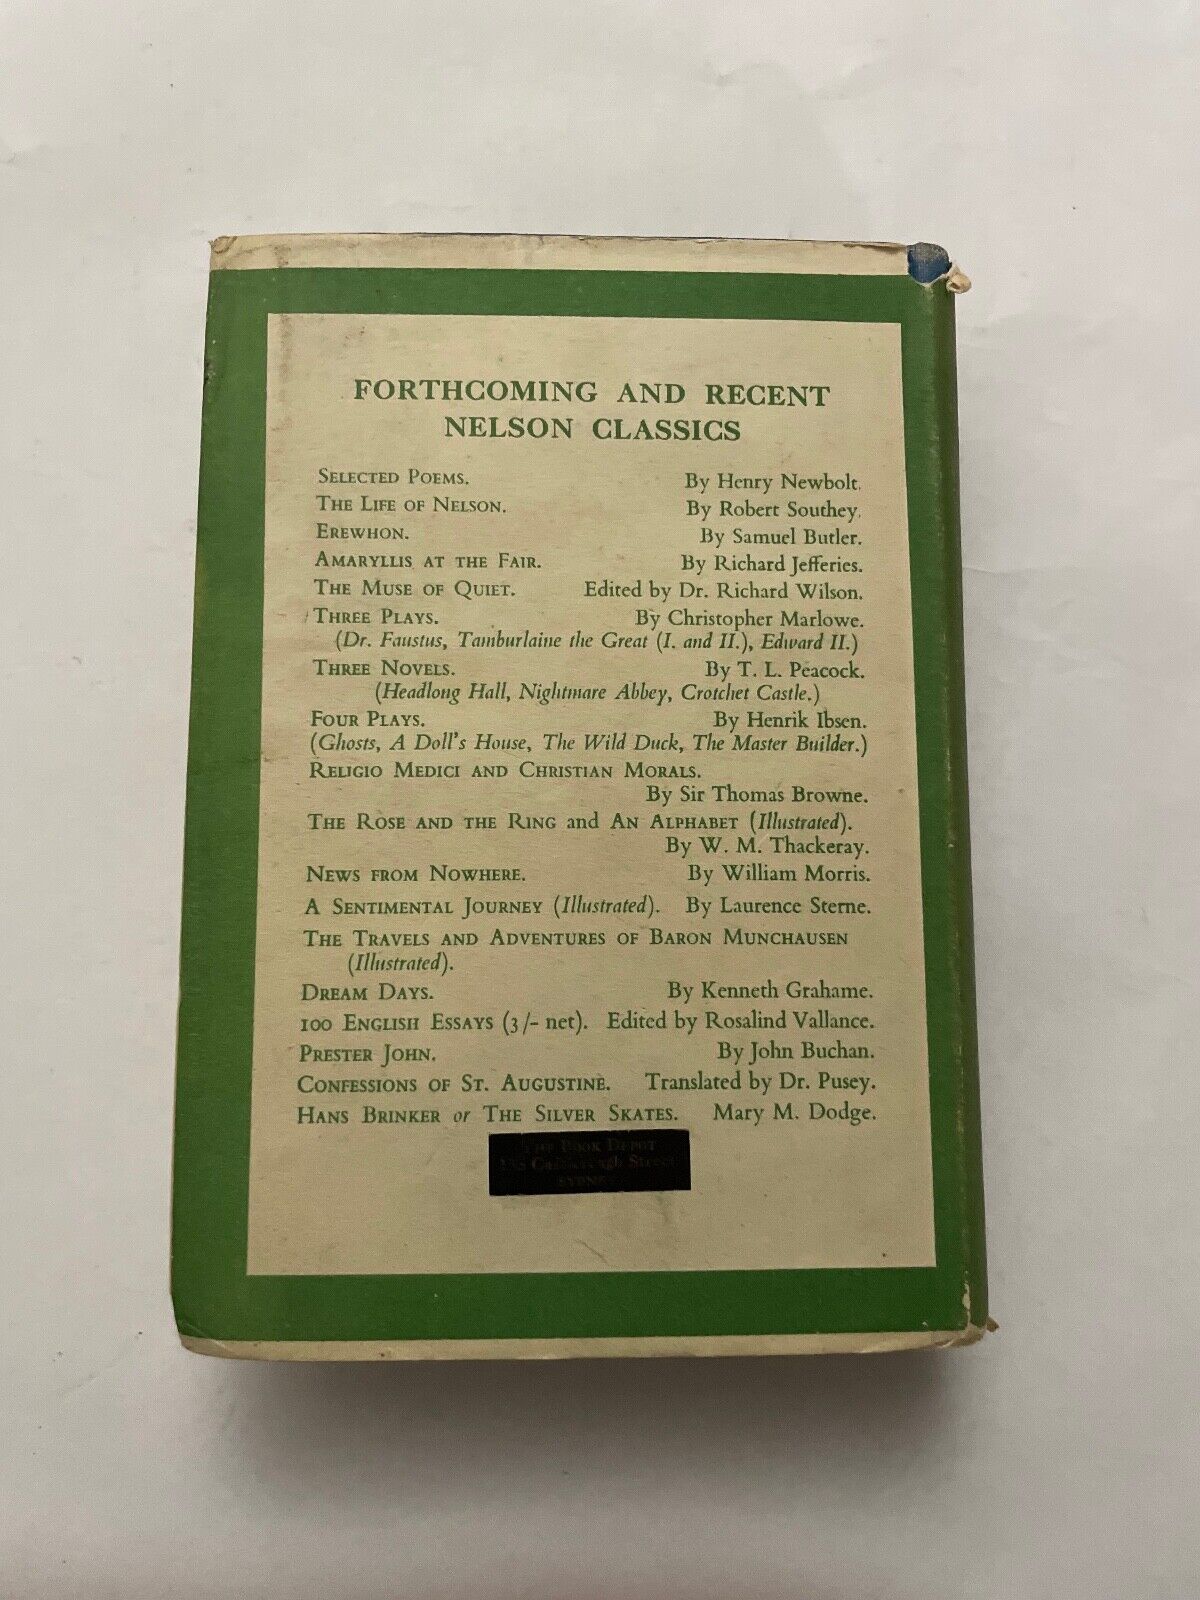 FORTHCOMING AND RECENT
NELSON CLASSICS
SELECTED POEMS. By Henry Newbolt.
THE LIFE OF NELSON. By Robert Southey.
EREWHON. By Samuel Butler.
AMARYLLIS AT THE FAIR. By Richard Jefferies.
THE MUSE OF QUIET. Edited by Dr. Richard Wilson.
THREE PLAYS. By Christopher Marlowe.
(Dr. Faustus, Tamburlaine the Great (I. and II.), Edward II.)
THREE NOVELS. By T. L. Peacock.
(Headlong Hall, Nightmare Abbey, Crotchet Castle.)
FOUR PLAYS. By Henrik Ibsen.
(Ghosts, A Doll's House, The Wild Duck, The Master Builder.)
RELIGIO MEDICI AND CHRISTIAN MORALS.
By Sir Thomas Browne.
THE ROSE AND THE RING and AN ALPHABET (Illustrated).
By W. M. Thackeray.
NEWS FROM NOWHERE. By William Morris.
A SENTIMENTAL JOURNEY (Illustrated). By Laurence Sterne.
THE TRAVELS AND ADVENTURES OF BARON MUNCHAUSEN
(Illustrated).
DREAM DAYS. By Kenneth Grahame.
100 ENGLISH ESSAYS (3/- net). Edited by Rosalind Vallance.
PRESTER JOHN. By John Buchan.
CONFESSIONS OF ST. AUGUSTINE. Translated by Dr. Pusey.
HANS BRINKER or THE SILVER SKATES. Mary M. Dodge.
THE BOOK DEPOT
Street